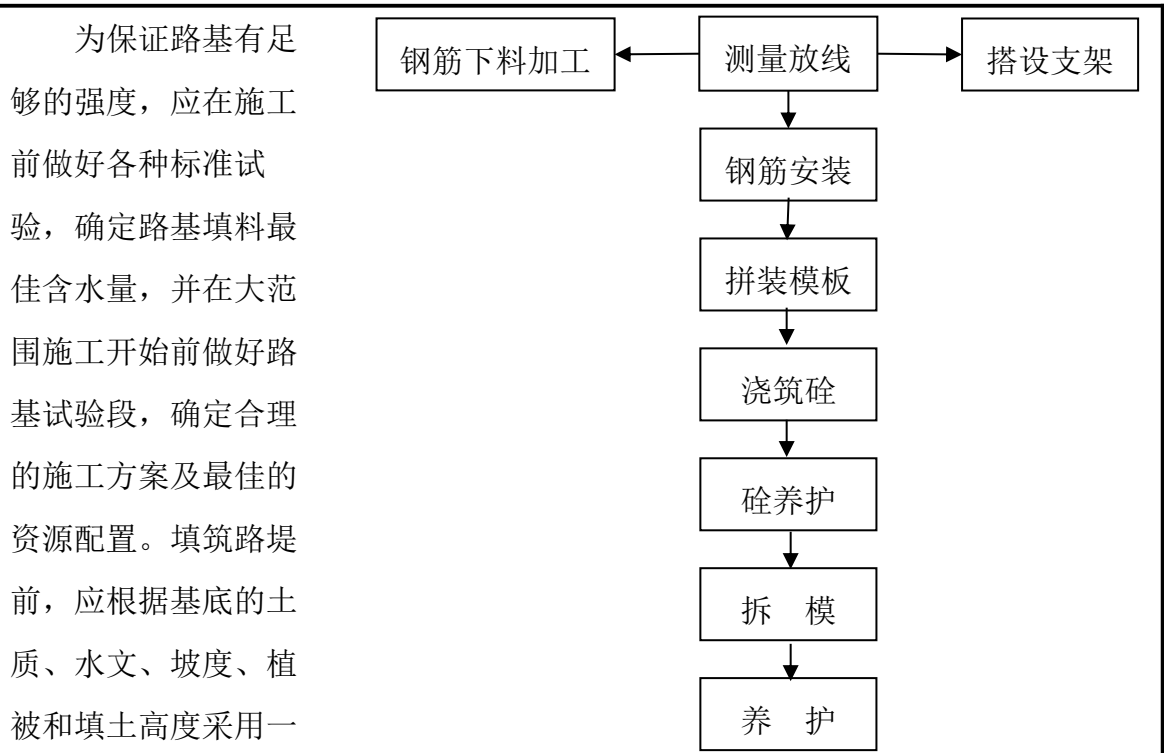 为保证路基有足
够的强度，应在施工
前做好各种标准试
验，确定路基填料最
佳含水量，并在大范
围施工开始前做好路
基试验段，确定合理
的施工方案及最佳的
资源配置。填筑路堤
前，应根据基底的土
质、水文、坡度、植
被和填土高度采用一
钢筋下料加工 测量放线 搭设支架
钢筋安装
拼装模板
浇筑砼
砼养护
拆　模
养　护